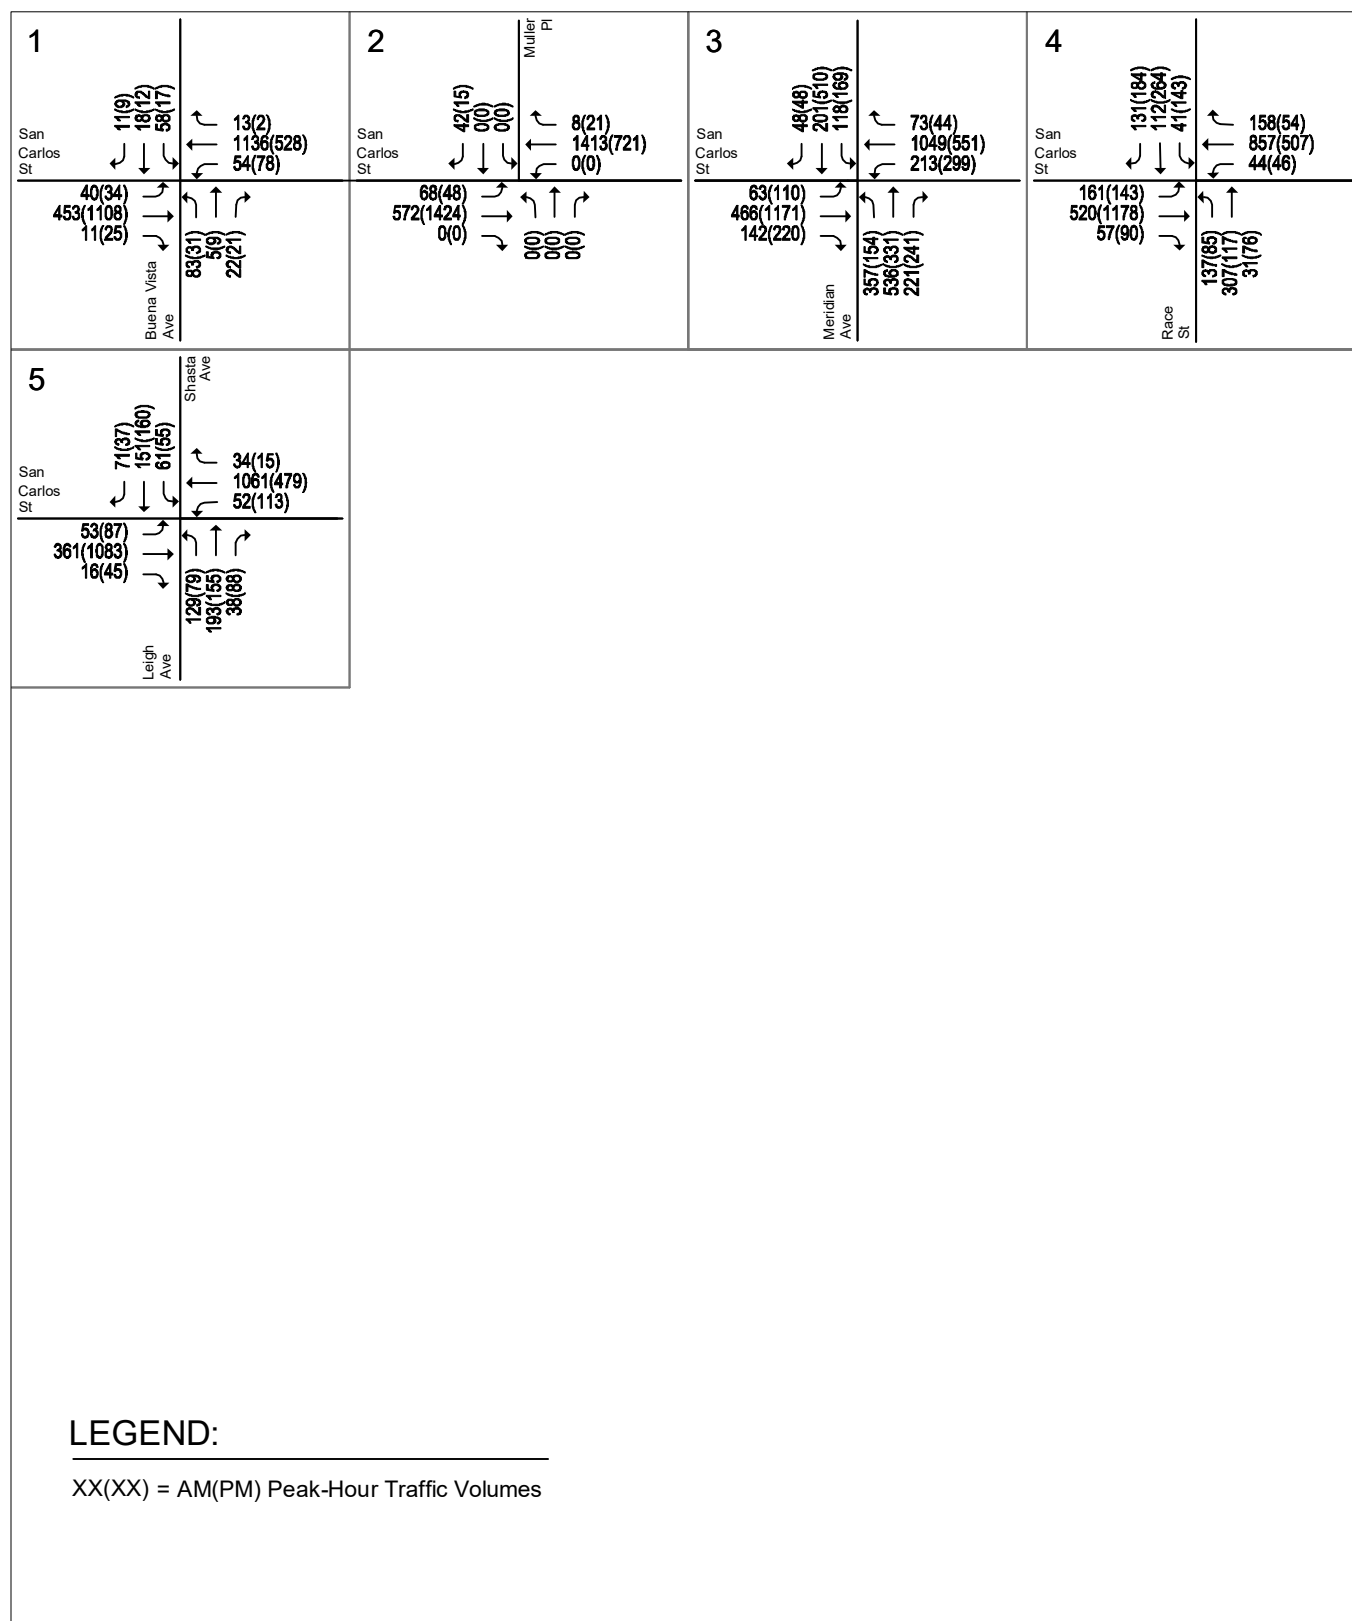 1
11(9)
18(12)
58(17)
San
Carlos
St
13(2)
1136(528)
54(78)
40(34)
453(1108)
11(25)
83(31)
5(9)
22(21)
Buena Vista
Ave
2
Muller
Pl
42(15)
0(0)
0(0)
San
Carlos
St
8(21)
1413(721)
0(0)
68(48)
572(1424)
0(0)
0(0)
0(0)
0(0)
3
48(48)
201(510)
118(169)
San
Carlos
St
73(44)
1049(551)
213(299)
63(110)
466(1171)
142(220)
357(154)
536(331)
221(241)
Meridian
Ave
4
131(184)
112(264)
41(143)
San
Carlos
St
158(54)
857(507)
44(46)
161(143)
520(1178)
57(90)
137(85)
307(117)
31(76)
Race
St
5
Shasta
Ave
71(37)
151(160)
61(55)
San
Carlos
St
34(15)
1061(479)
52(113)
53(87)
361(1083)
16(45)
129(79)
193(155)
38(88)
Leigh
Ave
LEGEND:
XX(XX) = AM(PM) Peak-Hour Traffic Volumes